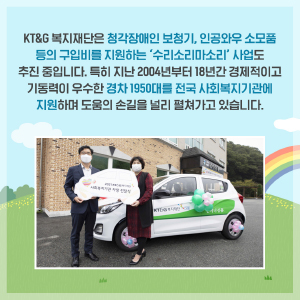 KT&G 복지재단은 청각장애인 보청기, 인공와우 소모품
등의 구입비를 지원하는 ‘수리소리마소리’ 사업도
추진 중입니다. 특히 지난 2004년부터 18년간 경제적이고
기동력이 우수한 경차 1950대를 전국 사회복지기관에
지원하며 도움의 손길을 널리 펼쳐가고 있습니다.
KT&G